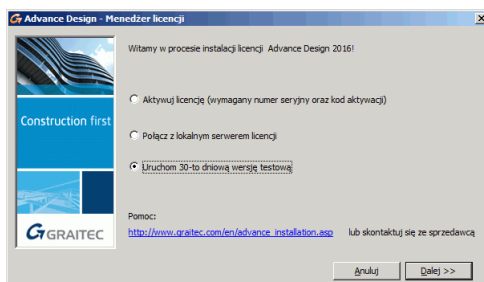 Advance Design - Menedżer licencji
Witamy w procesie instalacji licencji Advance Design 2016!
Aktywuj licencję (wymagany numer seryjny oraz kod aktywacji)
Construction first
Połącz z lokalnym serwerem licencji
Uruchom 30-to dniową wersję testową
Pomoc:
http://www.graitec.com/en/advance_installation.asp lub skontaktuj się ze sprzedawcą
GRAITEC
Anuluj Dalej >>